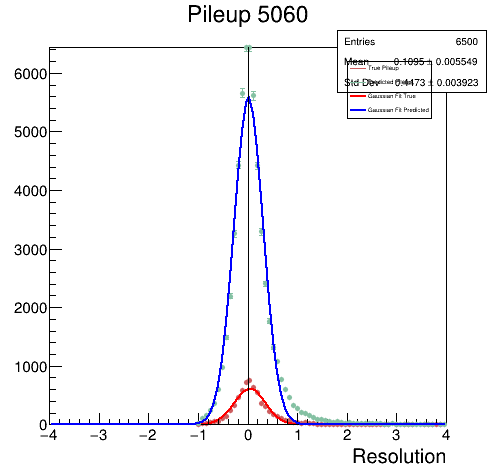 Pileup 5060
Entries 6500
Mean 0.1095 ± 0.005549
True Pileup
Std Dev 0.4473 ± 0.003923
Predicted Pileup
Gaussian Fit True
Gaussian Fit Predicted
6000
5000
4000
3000
2000
1000
0
−4 −3 −2 −1 0 1 2 3 4
Resolution